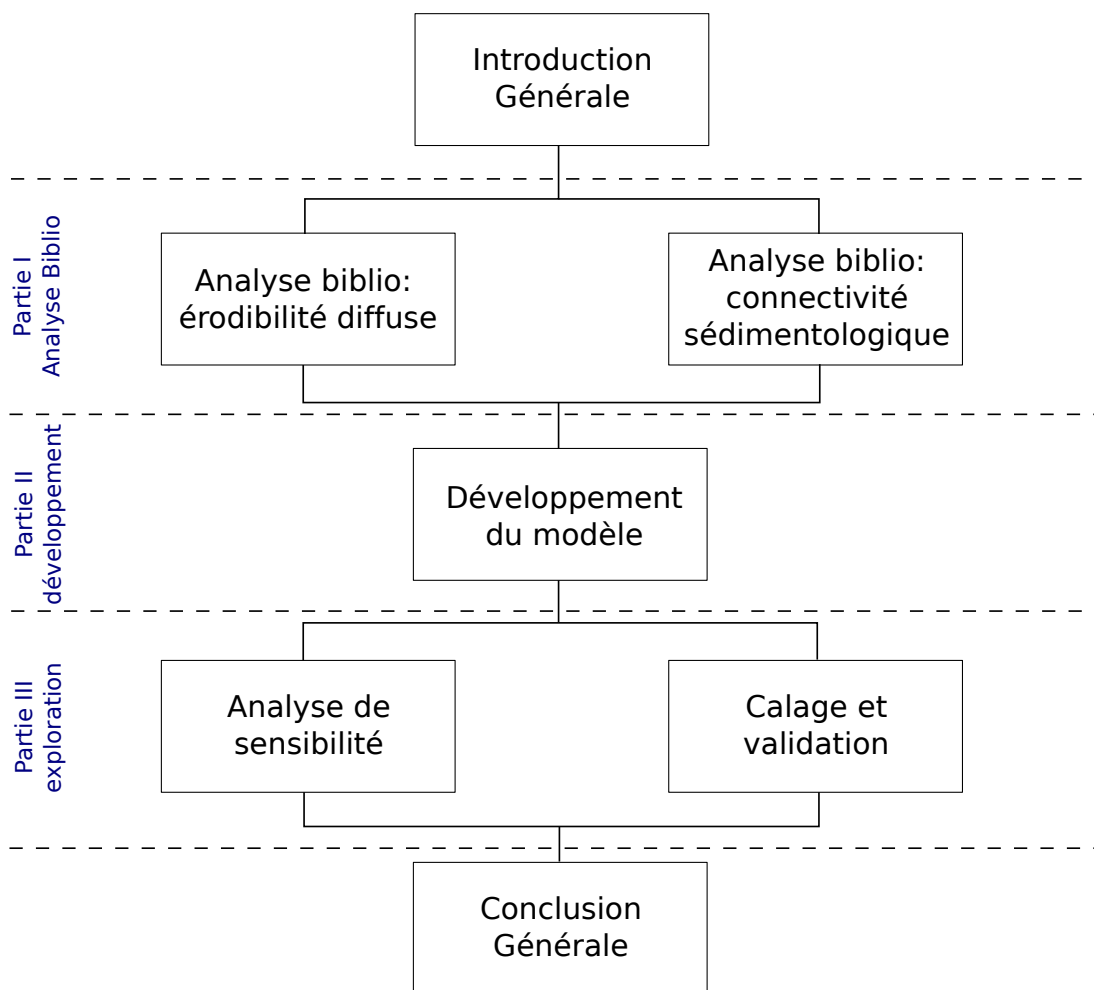 Introduction
Générale
Partie I
Analyse Biblio
Analyse biblio:
érodibilité diffuse
Analyse biblio:
connectivité
sédimentologique
Partie II
développement
Développement
du modèle
Partie III
exploration
Analyse de
sensibilité
Calage et
validation
Conclusion
Générale